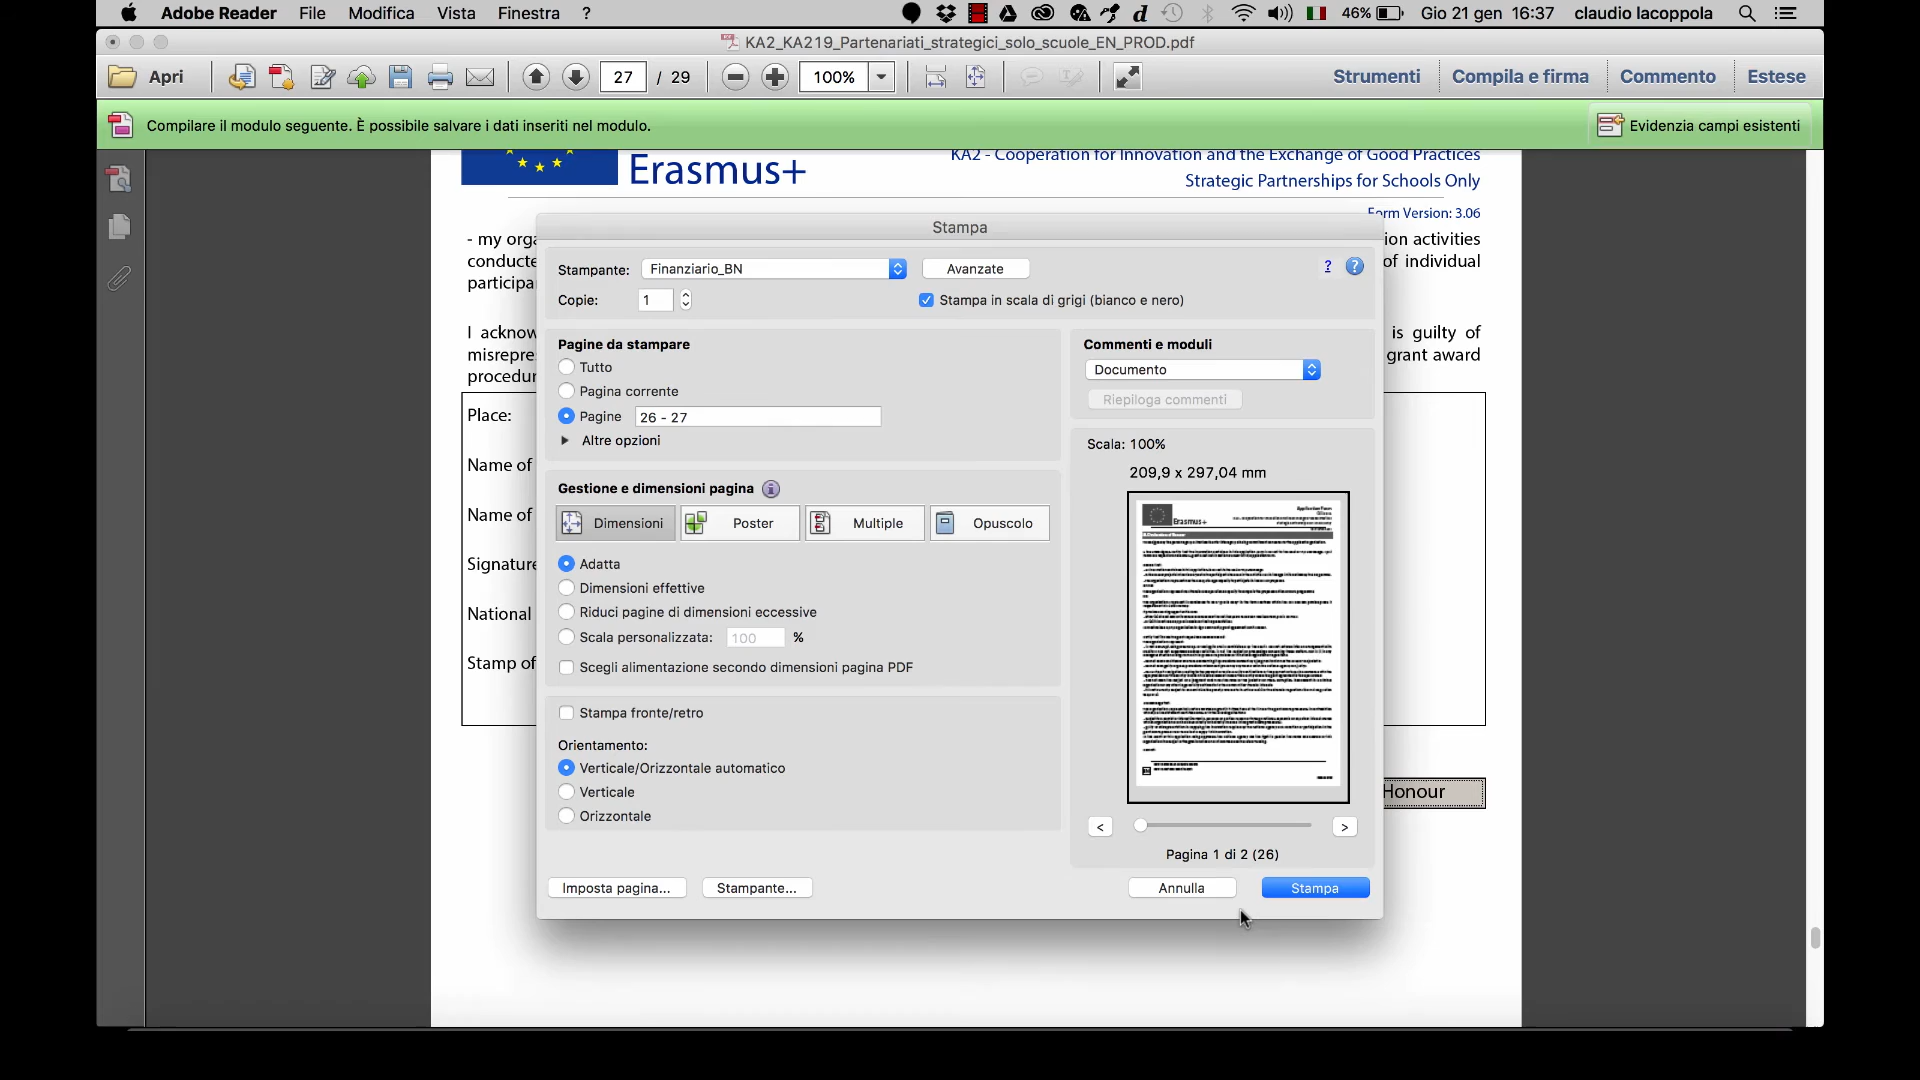 Adobe Reader File Modifica Vista Finestra ? d 46% Gio 21 gen 16:37 claudio Iacoppola
KA2_KA219_Partenariati_strategici_solo_scuole_EN_PROD.pdf
Apri 27 / 29 100% Strumenti Compila e firma Commento Estese
Compilare il modulo seguente. È possibile salvare i dati inseriti nel modulo. Evidenzia campi esistenti
Erasmus+
KA2 - Cooperation for Innovation and the Exchange of Good Practices
Strategic Partnerships for Schools Only
Form Version: 3.06
- my orga
ion activities
conducte
of individual
participa
I acknow
is guilty of
misrepre
grant award
procedur
Place:
Name of
Name of
Signature
National
Stamp of
Honour
Stampa
Stampante: Finanziario_BN Avanzate ? ?
Copie: 1 Stampa in scala di grigi (bianco e nero)
Pagine da stampare
Tutto
Pagina corrente
Pagine 26 - 27
Altre opzioni
Commenti e moduli
Documento
Riepiloga commenti
Gestione e dimensioni pagina i
Dimensioni Poster Multiple Opuscolo
Adatta
Dimensioni effettive
Riduci pagine di dimensioni eccessive
Scala personalizzata: 100 %
Scegli alimentazione secondo dimensioni pagina PDF
Stampa fronte/retro
Orientamento:
Verticale/Orizzontale automatico
Verticale
Orizzontale
Scala: 100%
209,9 x 297,04 mm
Erasmus+
< >
Pagina 1 di 2 (26)
Imposta pagina... Stampante... Annulla Stampa